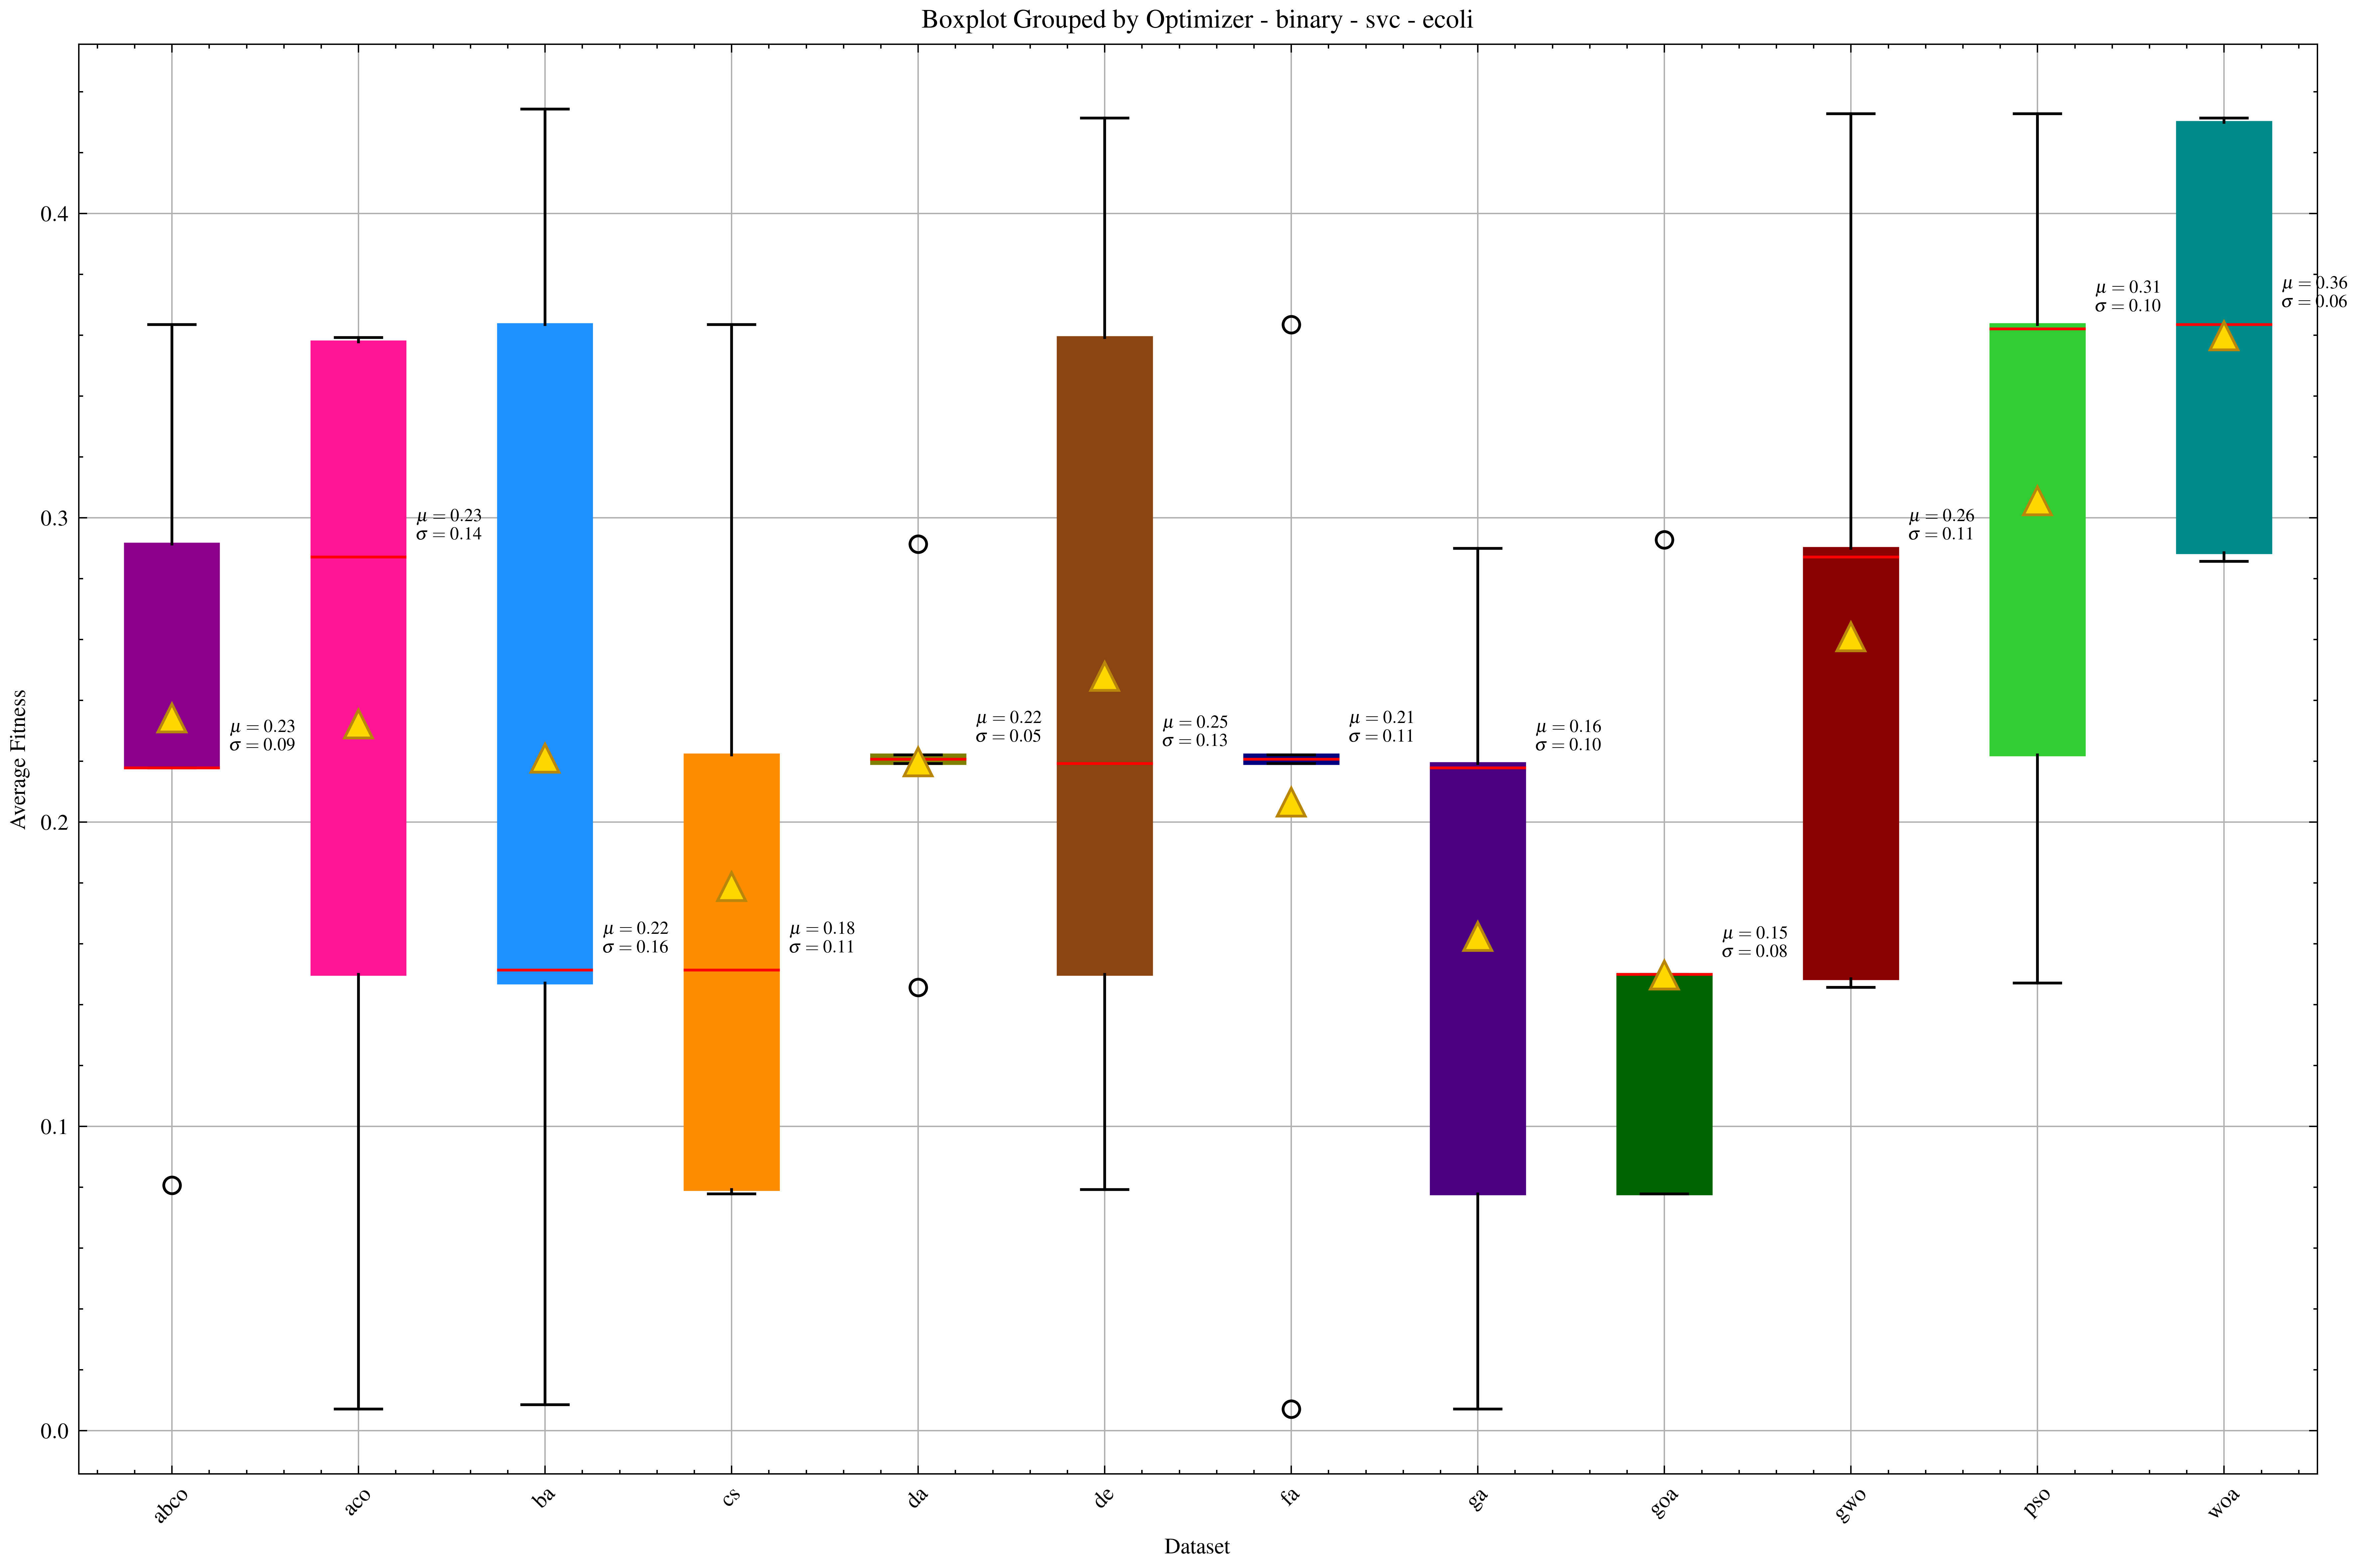 Boxplot Grouped by Optimizer - binary - svc - ecoli
Average Fitness
0.4
0.3
0.2
0.1
0.0
μ = 0.23
σ = 0.09
μ = 0.23
σ = 0.14
μ = 0.22
σ = 0.16
μ = 0.18
σ = 0.11
μ = 0.22
σ = 0.05
μ = 0.25
σ = 0.13
μ = 0.21
σ = 0.11
μ = 0.16
σ = 0.10
μ = 0.15
σ = 0.08
μ = 0.26
σ = 0.11
μ = 0.31
σ = 0.10
μ = 0.36
σ = 0.06
abco
aco
ba
cs
da
de
fa
ga
goa
gwo
pso
woa
Dataset